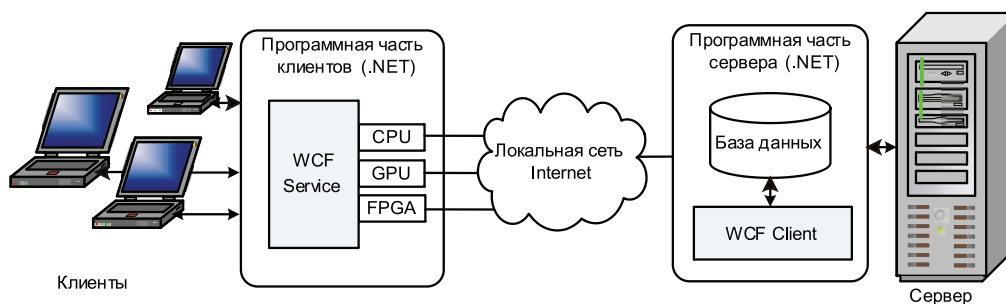 Программная часть
клиентов (.NET)
WCF
Service
CPU
GPU
FPGA
Клиенты
Локальная сеть
Internet
Программная часть
сервера (.NET)
База данных
WCF Client
Сервер